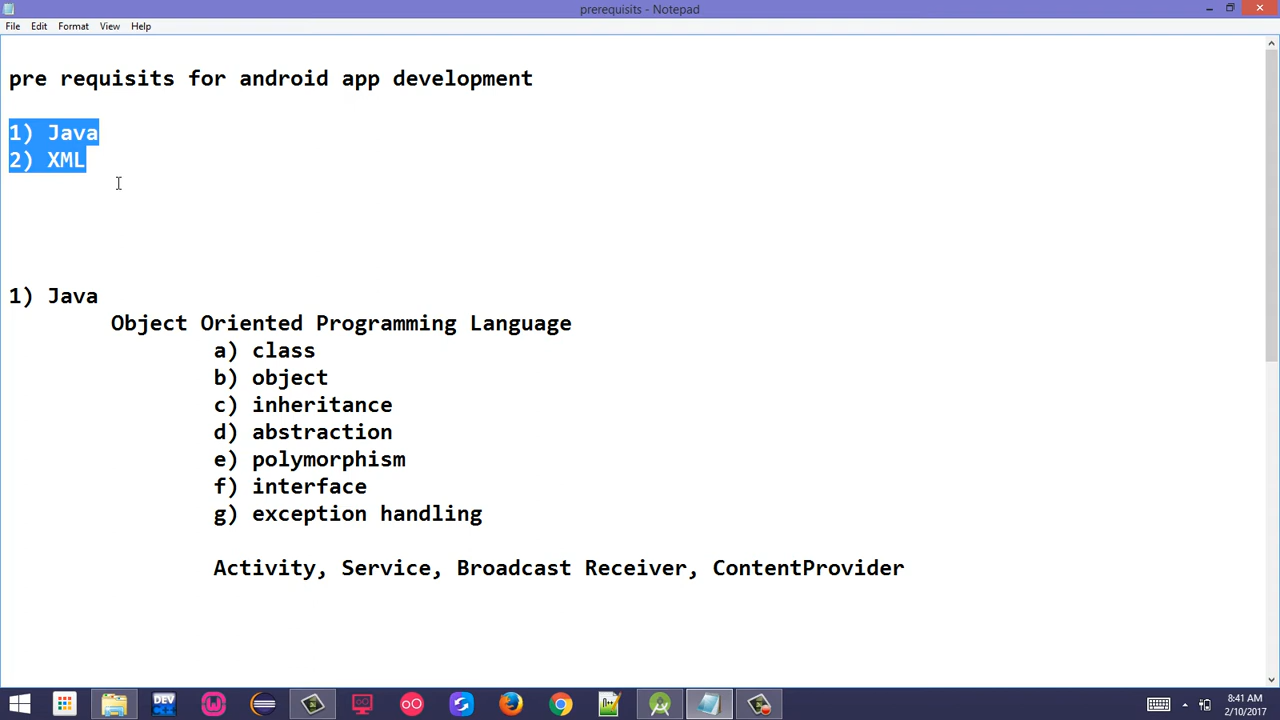 prerequisits - Notepad
File Edit Format View Help
pre requisits for android app development
1) Java
2) XML
1) Java
Object Oriented Programming Language
a) class
b) object
c) inheritance
d) abstraction
e) polymorphism
f) interface
g) exception handling
Activity, Service, Broadcast Receiver, ContentProvider
DEV
8:41 AM
2/10/2017